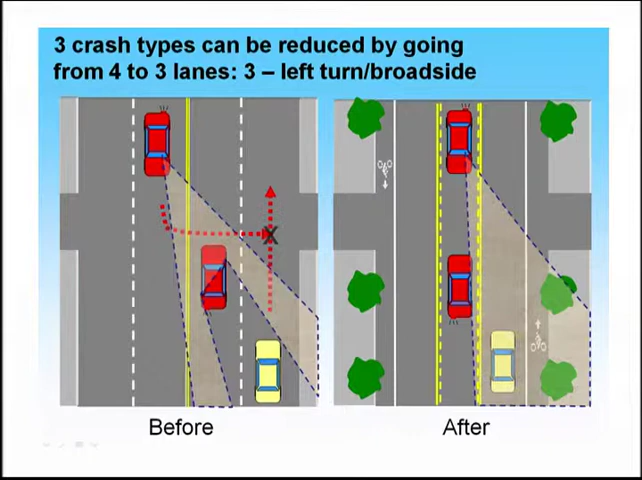 3 crash types can be reduced by going
from 4 to 3 lanes: 3 – left turn/broadside
X
Before
After